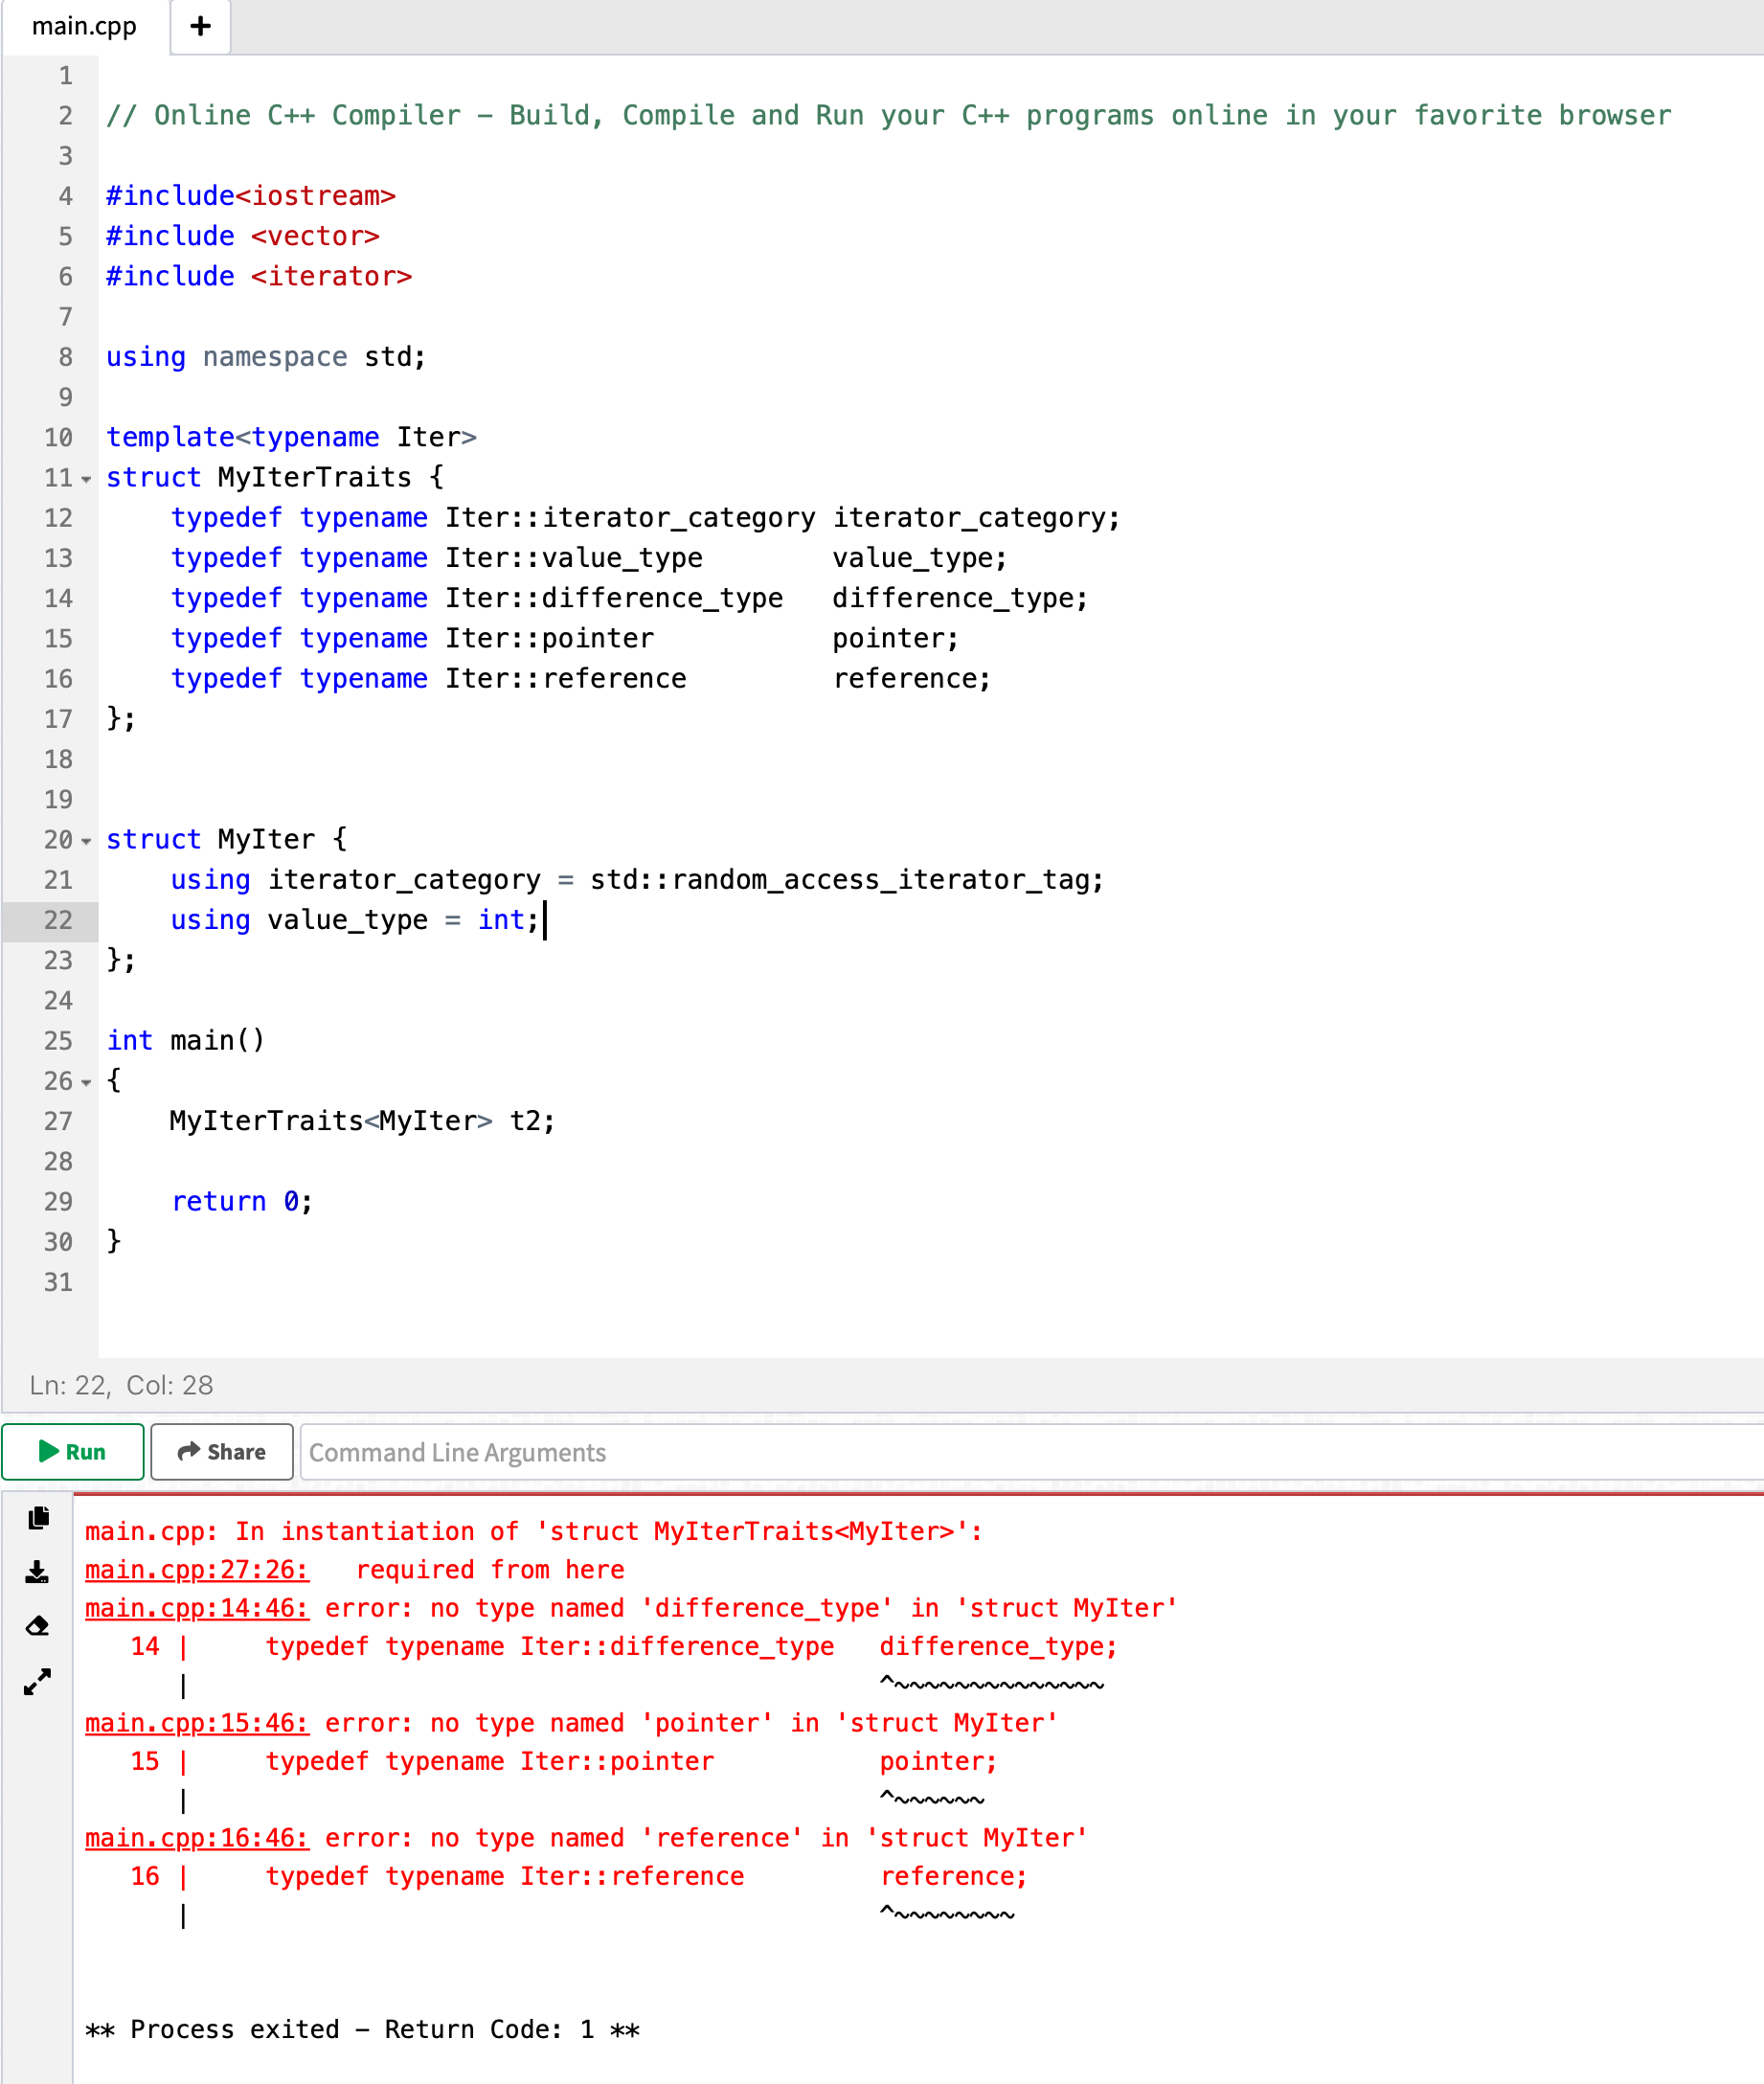 main.cpp +
1
2 // Online C++ Compiler - Build, Compile and Run your C++ programs online in your favorite browser
3
4 #include<iostream>
5 #include <vector>
6 #include <iterator>
7
8 using namespace std;
9
10 template<typename Iter>
11 struct MyIterTraits {
12     typedef typename Iter::iterator_category iterator_category;
13     typedef typename Iter::value_type        value_type;
14     typedef typename Iter::difference_type   difference_type;
15     typedef typename Iter::pointer           pointer;
16     typedef typename Iter::reference         reference;
17 };
18
19
20 struct MyIter {
21     using iterator_category = std::random_access_iterator_tag;
22     using value_type = int;
23 };
24
25 int main()
26 {
27     MyIterTraits<MyIter> t2;
28
29     return 0;
30 }
31
Ln: 22, Col: 28
Run Share Command Line Arguments
main.cpp: In instantiation of 'struct MyIterTraits<MyIter>':
main.cpp:27:26:   required from here
main.cpp:14:46: error: no type named 'difference_type' in 'struct MyIter'
   14 |     typedef typename Iter::difference_type   difference_type;
      |                                              ^~~~~~~~~~~~~~~
main.cpp:15:46: error: no type named 'pointer' in 'struct MyIter'
   15 |     typedef typename Iter::pointer           pointer;
      |                                              ^~~~~~~
main.cpp:16:46: error: no type named 'reference' in 'struct MyIter'
   16 |     typedef typename Iter::reference         reference;
      |                                              ^~~~~~~~~
** Process exited - Return Code: 1 **